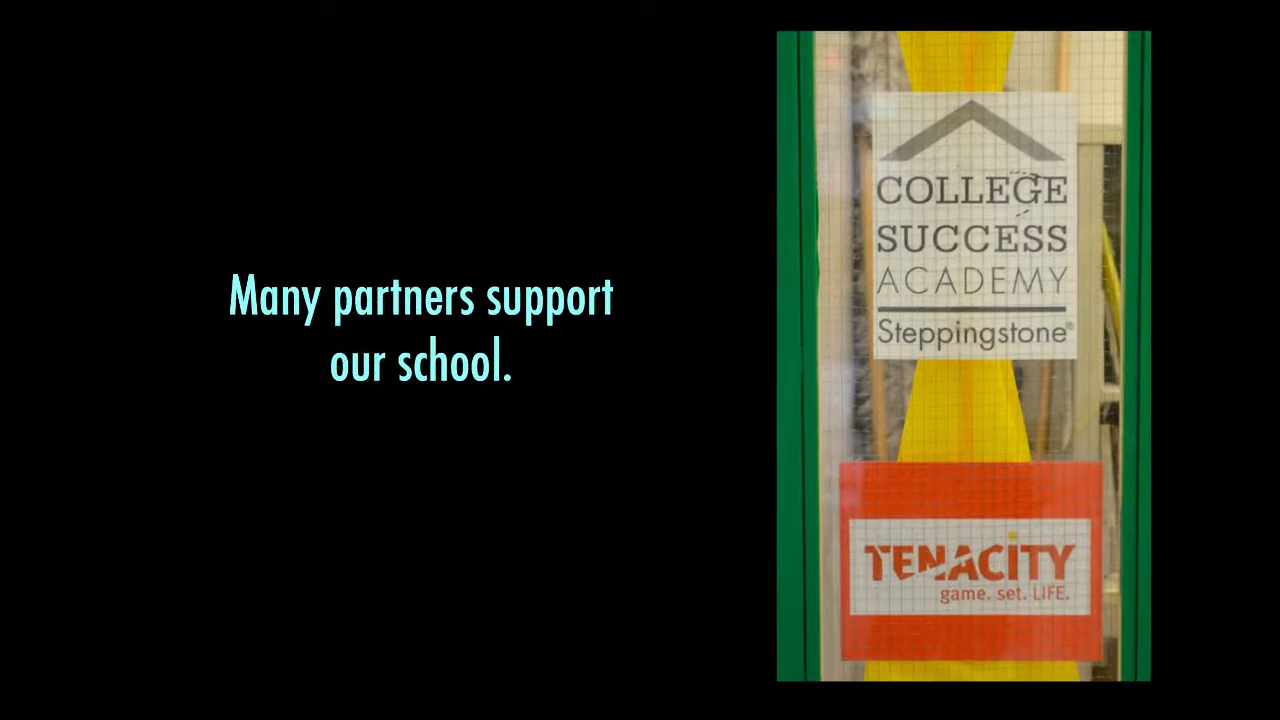 Many partners support
our school.
COLLEGE
SUCCESS
ACADEMY
Steppingstone®
TENACITY
game. set. LIFE.